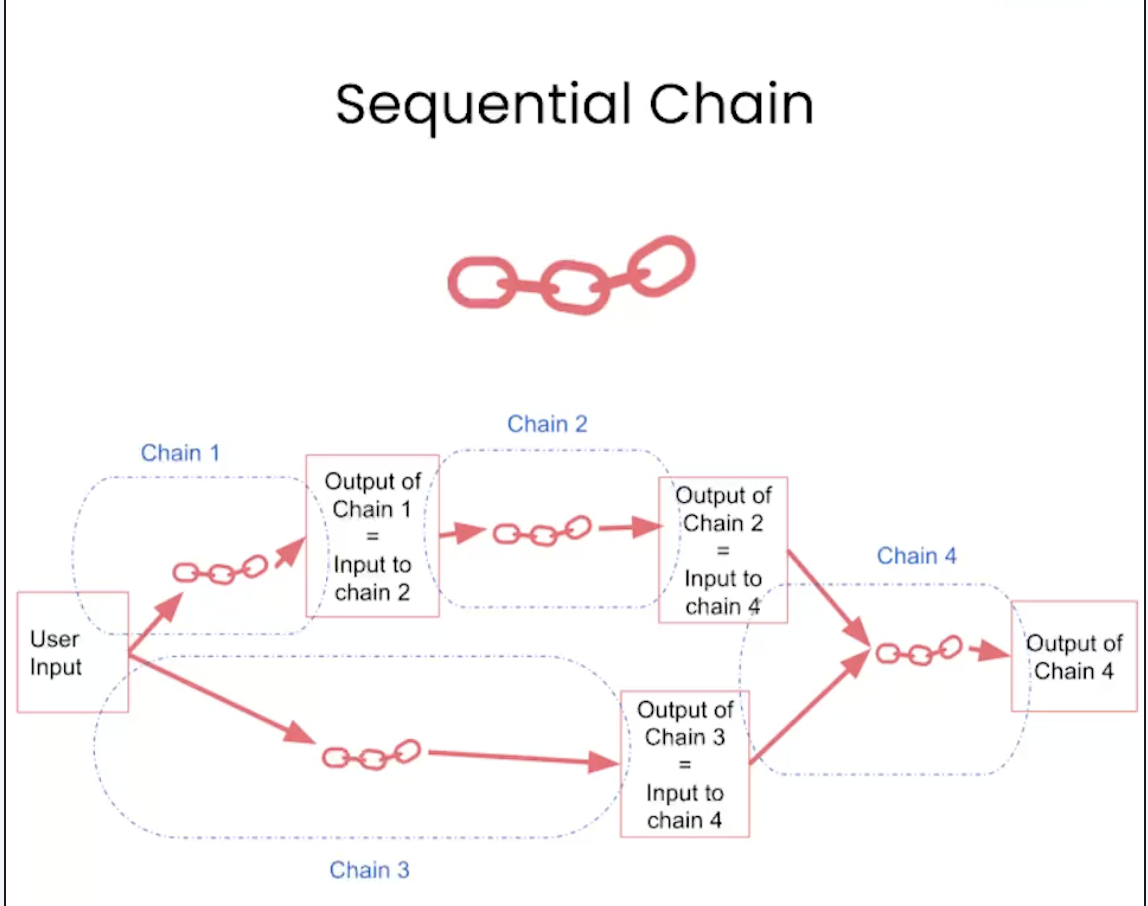 Sequential Chain
Chain 1
Chain 2
Output of
Chain 1
=
Input to
chain 2
Output of
Chain 2
=
Input to
chain 4
Chain 4
User
Input
Output of
Chain 4
Output of
Chain 3
=
Input to
chain 4
Chain 3